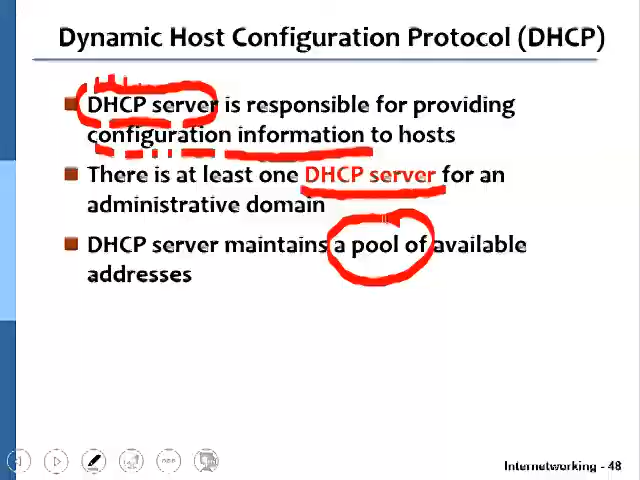 Dynamic Host Configuration Protocol (DHCP)
DHCP server is responsible for providing
configuration information to hosts
There is at least one DHCP server for an
administrative domain
DHCP server maintains a pool of available
addresses
Internetworking - 48